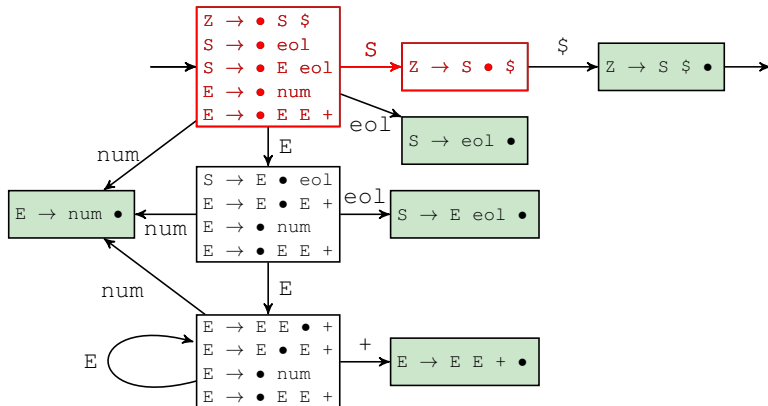 Z → • S $
S → • eol
S → • E eol
E → • num
E → • E E +
S
Z → S • $
$
Z → S $ •
eol
S → eol •
num
E
S → E • eol
E → E • E +
E → • num
E → • E E +
eol
S → E eol •
num
E → num •
num
E
E → E E • +
E → E • E +
E → • num
E → • E E +
E
+
E → E E + •